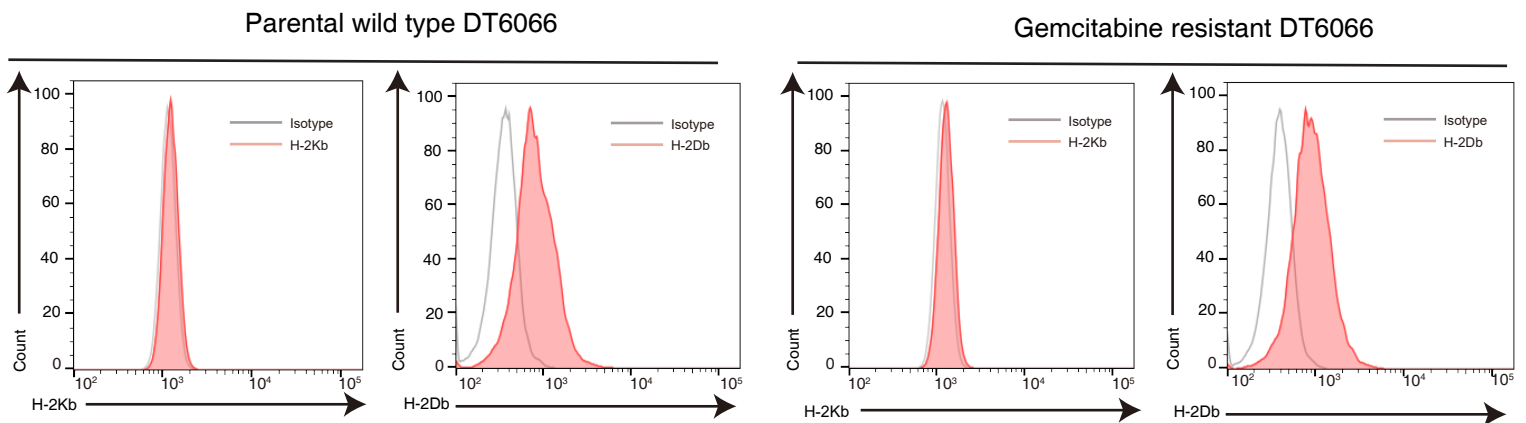 Parental wild type DT6066
Gemcitabine resistant DT6066
100
80
60
40
20
0
Count
Isotype
H-2Kb
10² 10³ 10⁴ 10⁵
H-2Kb
100
80
60
40
20
0
Count
Isotype
H-2Db
10² 10³ 10⁴ 10⁵
H-2Db
100
80
60
40
20
0
Count
Isotype
H-2Kb
10² 10³ 10⁴ 10⁵
H-2Kb
100
80
60
40
20
0
Count
Isotype
H-2Db
10² 10³ 10⁴ 10⁵
H-2Db